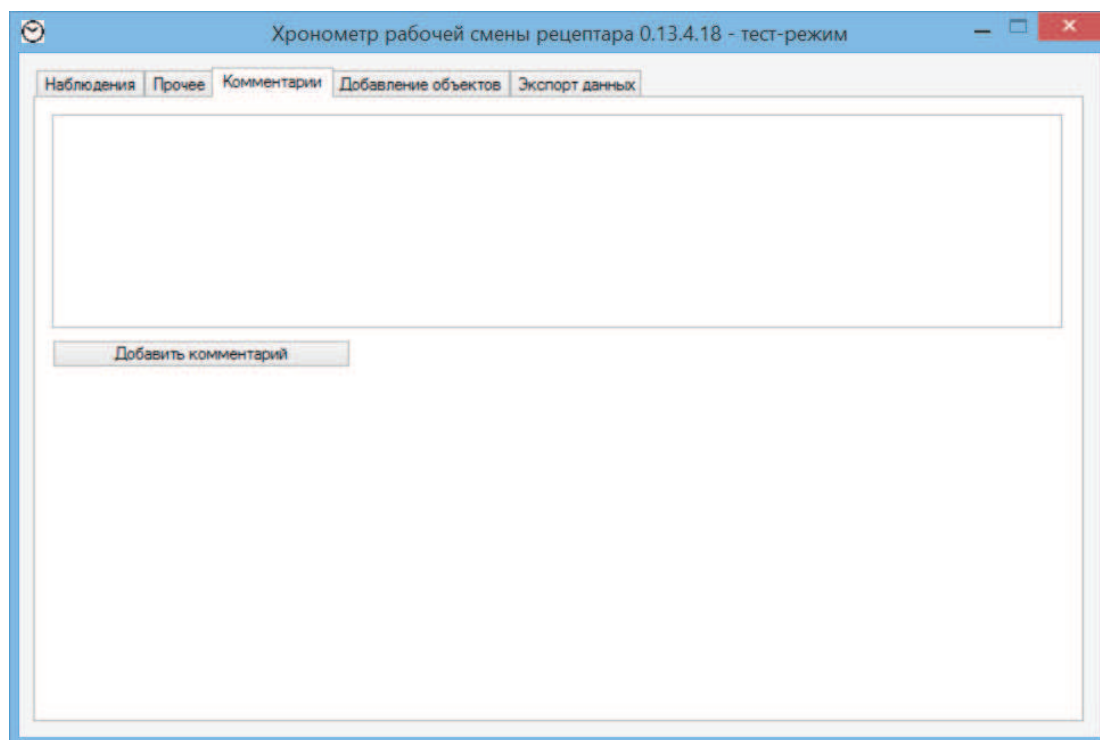 Хронометр рабочей смены рецептара 0.13.4.18 - тест-режим
Наблюдения Прочее Комментарии Добавление объектов Экспорт данных
Добавить комментарий